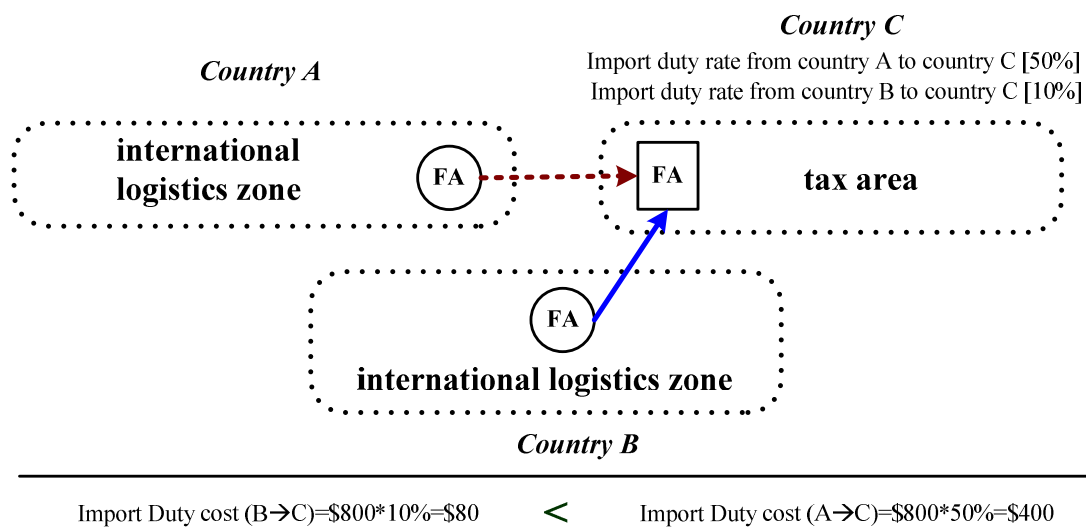 Country C
Import duty rate from country A to country C [50%]
Import duty rate from country B to country C [10%]
Country A
international
logistics zone
FA
FA
tax area
FA
international logistics zone
Country B
Import Duty cost (B→C)=$800*10%=$80 < Import Duty cost (A→C)=$800*50%=$400